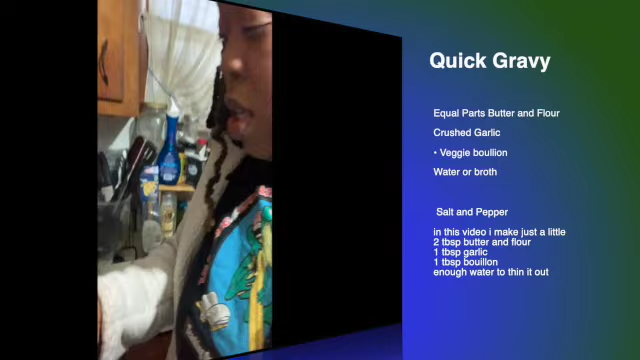 Quick Gravy
Equal Parts Butter and Flour
Crushed Garlic
• Veggie boullion
Water or broth
Salt and Pepper
in this video i make just a little
2 tbsp butter and flour
1 tbsp garlic
1 tbsp bouillon
enough water to thin it out